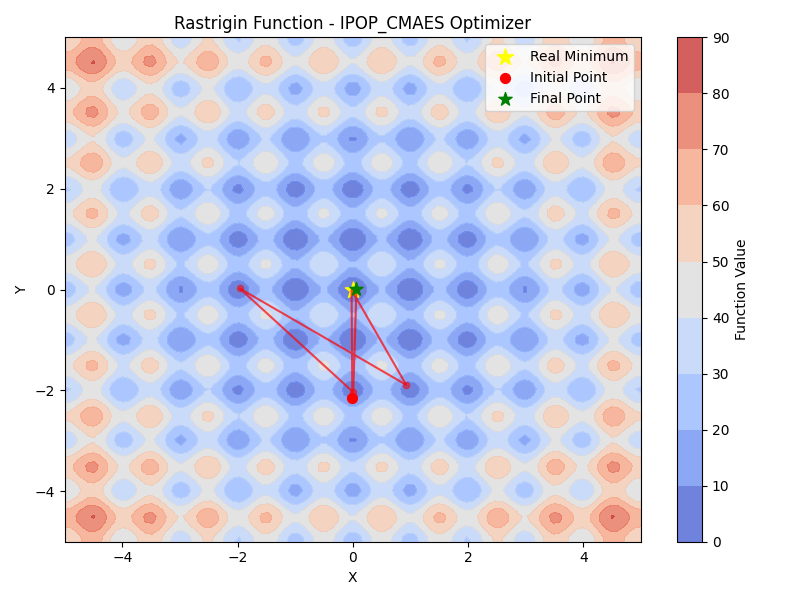 Rastrigin Function - IPOP_CMAES Optimizer
Real Minimum
Initial Point
Final Point
4
2
0
−2
−4
Y
−4
−2
0
2
4
X
90
80
70
60
50
40
30
20
10
0
Function Value